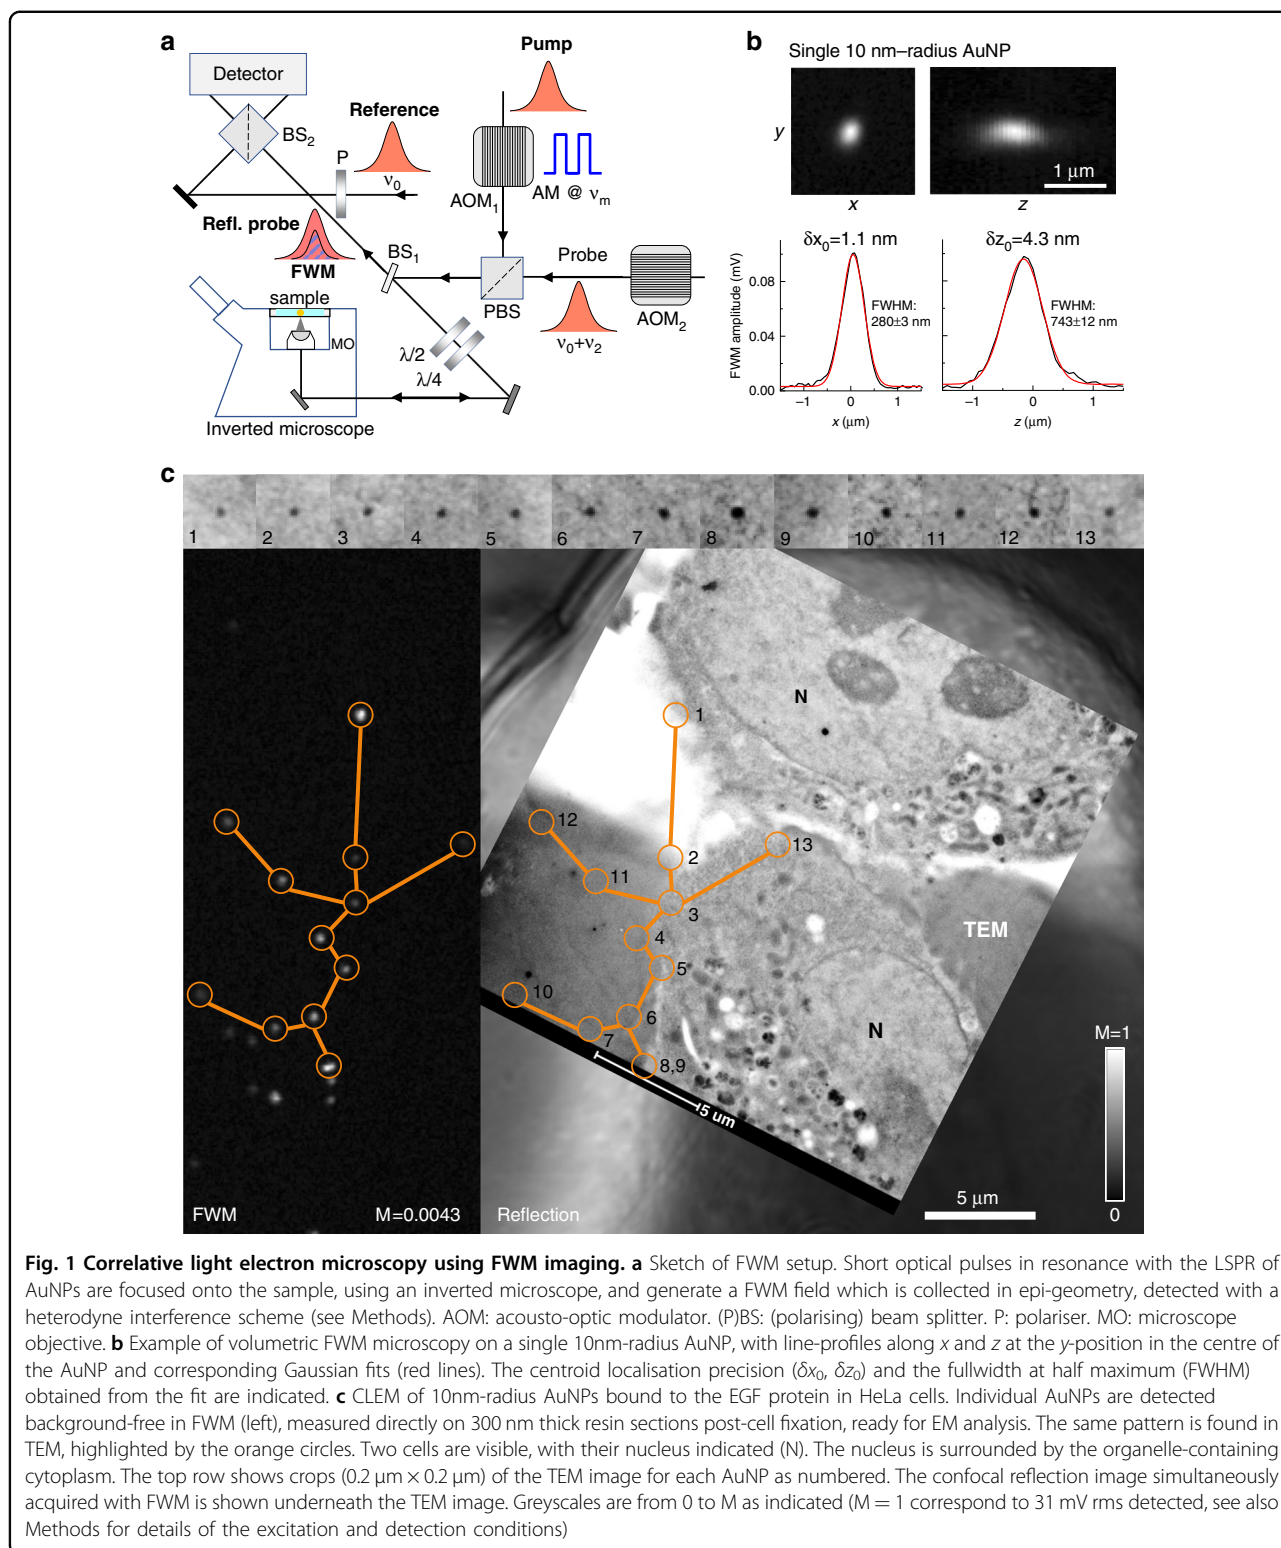 a
Detector
BS2
Reference
P
ν0
Pump
AOM1
AM @ νm
Refl. probe
FWM
BS1
Probe
PBS
AOM2
ν0+ν2
sample
MO
λ/2
λ/4
Inverted microscope
b
Single 10 nm–radius AuNP
y
x
z
1 μm
δx0=1.1 nm
δz0=4.3 nm
FWM amplitude (mV)
0.08
0.04
0.00
FWHM:
280±3 nm
FWHM:
743±12 nm
−1 0 1
−1 0 1
x (μm)
z (μm)
c
1 2 3 4 5 6 7 8 9 10 11 12 13
N
1
12
2
13
11
3
4
TEM
5
10
6
N
7
8,9
5 um
M=1
0
5 μm
FWM
M=0.0043
Reflection
Fig. 1 Correlative light electron microscopy using FWM imaging. a Sketch of FWM setup. Short optical pulses in resonance with the LSPR of
AuNPs are focused onto the sample, using an inverted microscope, and generate a FWM field which is collected in epi-geometry, detected with a
heterodyne interference scheme (see Methods). AOM: acousto-optic modulator. (P)BS: (polarising) beam splitter. P: polariser. MO: microscope
objective. b Example of volumetric FWM microscopy on a single 10nm-radius AuNP, with line-profiles along x and z at the y-position in the centre of
the AuNP and corresponding Gaussian fits (red lines). The centroid localisation precision (δx0, δz0) and the fullwidth at half maximum (FWHM)
obtained from the fit are indicated. c CLEM of 10nm-radius AuNPs bound to the EGF protein in HeLa cells. Individual AuNPs are detected
background-free in FWM (left), measured directly on 300 nm thick resin sections post-cell fixation, ready for EM analysis. The same pattern is found in
TEM, highlighted by the orange circles. Two cells are visible, with their nucleus indicated (N). The nucleus is surrounded by the organelle-containing
cytoplasm. The top row shows crops (0.2 μm × 0.2 μm) of the TEM image for each AuNP as numbered. The confocal reflection image simultaneously
acquired with FWM is shown underneath the TEM image. Greyscales are from 0 to M as indicated (M = 1 correspond to 31 mV rms detected, see also
Methods for details of the excitation and detection conditions)